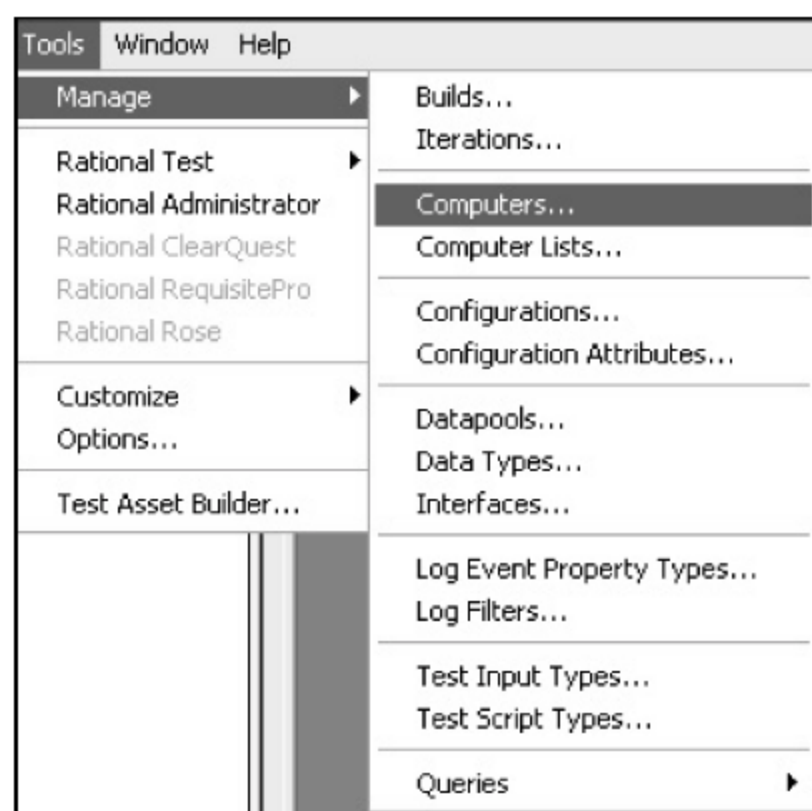 Tools Window Help
Manage
Rational Test
Rational Administrator
Rational ClearQuest
Rational RequisitePro
Rational Rose
Customize
Options...
Test Asset Builder...
Builds...
Iterations...
Computers...
Computer Lists...
Configurations...
Configuration Attributes...
Datapools...
Data Types...
Interfaces...
Log Event Property Types...
Log Filters...
Test Input Types...
Test Script Types...
Queries